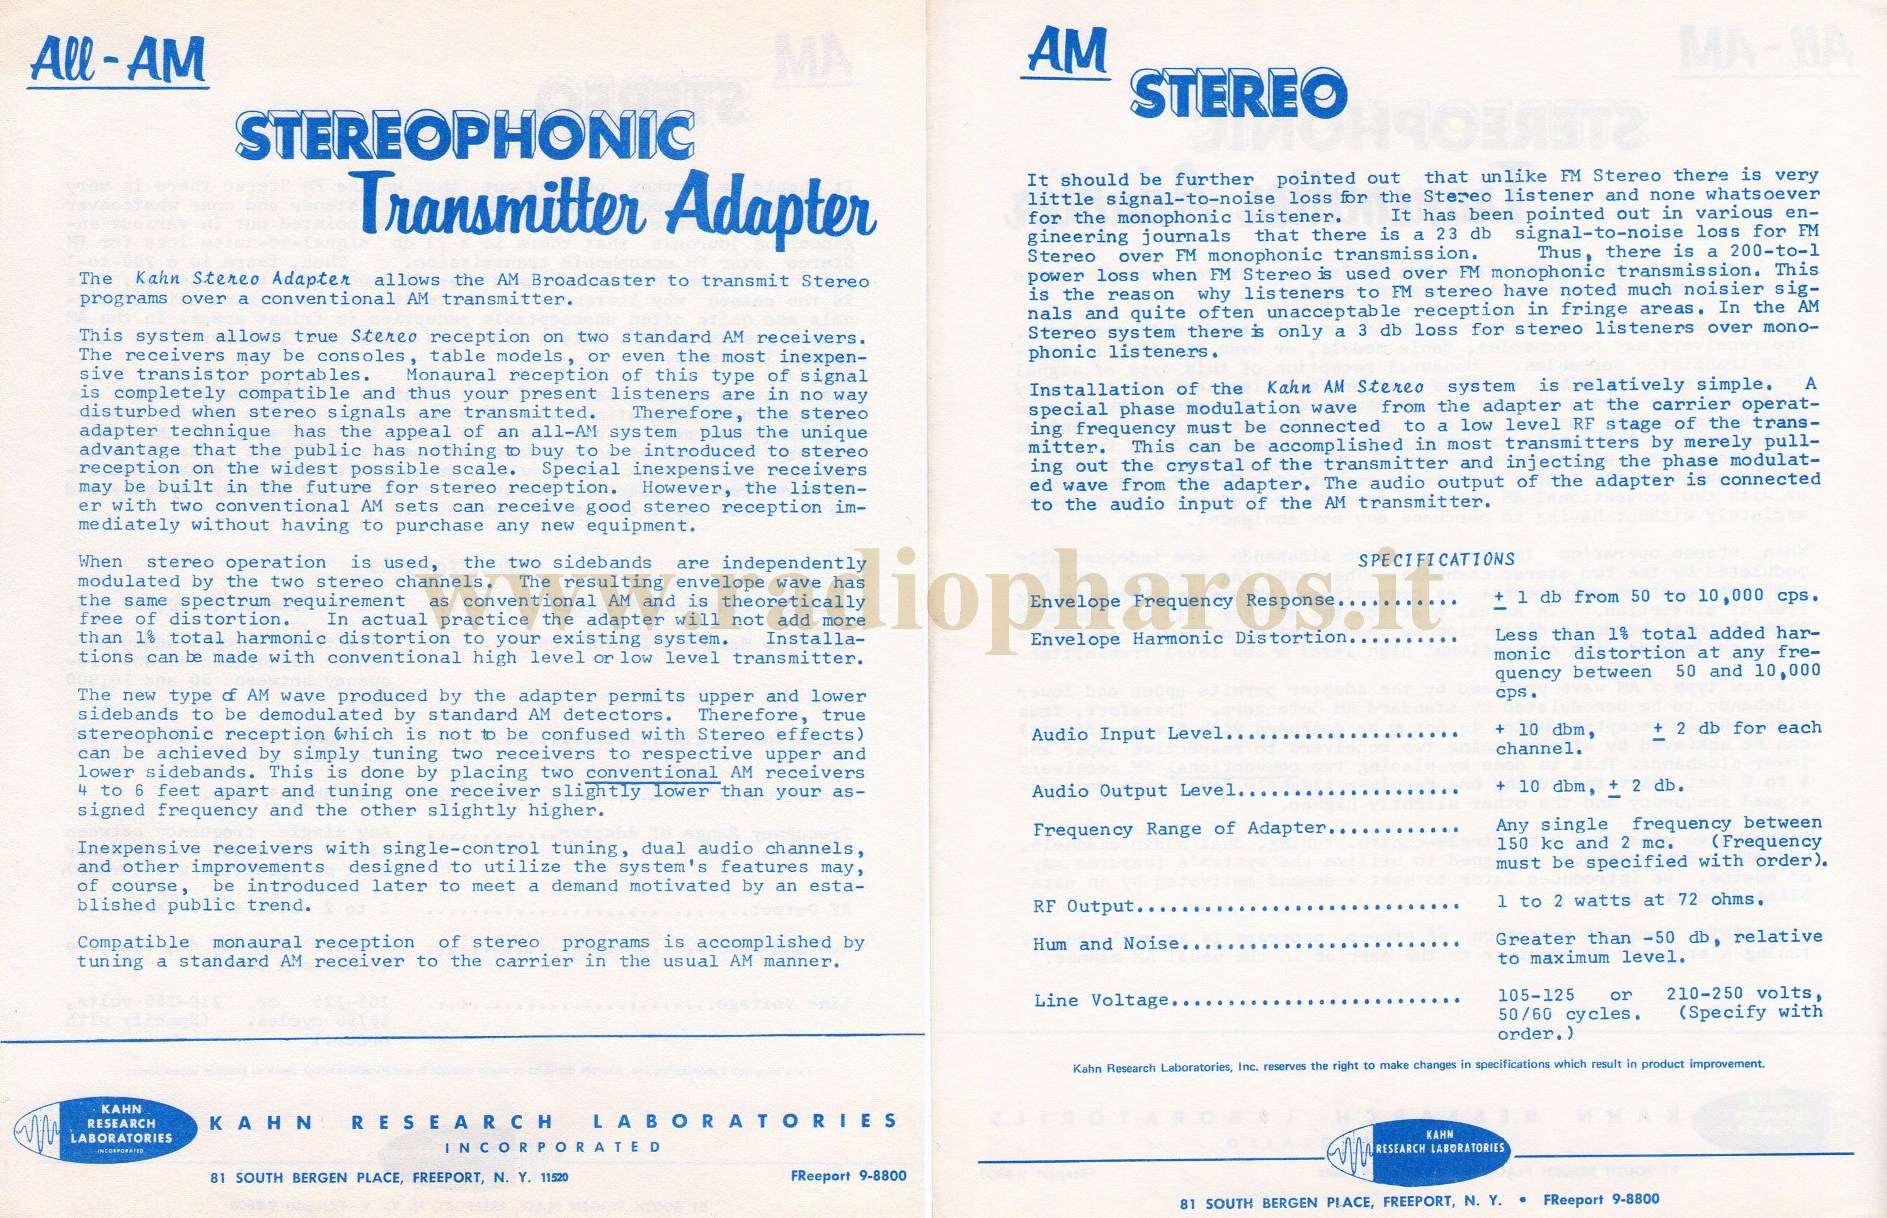 All - AM
STEREOPHONIC
Transmitter Adapter
The Kahn Stereo Adapter allows the AM Broadcaster to transmit Stereo
programs over a conventional AM transmitter.
This system allows true Stereo reception on two standard AM receivers.
The receivers may be consoles, table models, or even the most inexpen-
sive transistor portables. Monaural reception of this type of signal
is completely compatible and thus your present listeners are in no way
disturbed when stereo signals are transmitted. Therefore, the stereo
adapter technique has the appeal of an all-AM system plus the unique
advantage that the public has nothing to buy to be introduced to stereo
reception on the widest possible scale. Special inexpensive receivers
may be built in the future for stereo reception. However, the listen-
er with two conventional AM sets can receive good stereo reception im-
mediately without having to purchase any new equipment.
When stereo operation is used, the two sidebands are independently
modulated by the two stereo channels. The resulting envelope wave has
the same spectrum requirement as conventional AM and is theoretically
free of distortion. In actual practice the adapter will not add more
than 1% total harmonic distortion to your existing system. Installa-
tions can be made with conventional high level or low level transmitter.
The new type of AM wave produced by the adapter permits upper and lower
sidebands to be demodulated by standard AM detectors. Therefore, true
stereophonic reception (which is not to be confused with Stereo effects)
can be achieved by simply tuning two receivers to respective upper and
lower sidebands. This is done by placing two conventional AM receivers
4 to 6 feet apart and tuning one receiver slightly lower than your as-
signed frequency and the other slightly higher.
Inexpensive receivers with single-control tuning, dual audio channels,
and other improvements designed to utilize the system's features may,
of course, be introduced later to meet a demand motivated by an esta-
blished public trend.
Compatible monaural reception of stereo programs is accomplished by
tuning a standard AM receiver to the carrier in the usual AM manner.
KAHN
RESEARCH
LABORATORIES
INCORPORATED
KAHN RESEARCH LABORATORIES
INCORPORATED
81 SOUTH BERGEN PLACE, FREEPORT, N. Y. 11520 FReeport 9-8800
AM
STEREO
It should be further pointed out that unlike FM Stereo there is very
little signal-to-noise loss for the Stereo listener and none whatsoever
for the monophonic listener. It has been pointed out in various en-
gineering journals that there is a 23 db signal-to-noise loss for FM
Stereo over FM monophonic transmission. Thus, there is a 200-to-1
power loss when FM Stereo is used over FM monophonic transmission. This
is the reason why listeners to FM stereo have noted much noisier sig-
nals and quite often unacceptable reception in fringe areas. In the AM
Stereo system there is only a 3 db loss for stereo listeners over mono-
phonic listeners.
Installation of the Kahn AM Stereo system is relatively simple. A
special phase modulation wave from the adapter at the carrier operat-
ing frequency must be connected to a low level RF stage of the trans-
mitter. This can be accomplished in most transmitters by merely pull-
ing out the crystal of the transmitter and injecting the phase modulat-
ed wave from the adapter. The audio output of the adapter is connected
to the audio input of the AM transmitter.
SPECIFICATIONS
Envelope Frequency Response........... ± 1 db from 50 to 10,000 cps.
Envelope Harmonic Distortion.......... Less than 1% total added har-
monic distortion at any fre-
quency between 50 and 10,000
cps.
Audio Input Level.................... + 10 dbm, ± 2 db for each
channel.
Audio Output Level................... + 10 dbm, ± 2 db.
Frequency Range of Adapter............ Any single frequency between
150 kc and 2 mc. (Frequency
must be specified with order).
RF Output............................ 1 to 2 watts at 72 ohms.
Hum and Noise........................ Greater than -50 db, relative
to maximum level.
Line Voltage......................... 105-125 or 210-250 volts,
50/60 cycles. (Specify with
order.)
Kahn Research Laboratories, Inc. reserves the right to make changes in specifications which result in product improvement.
KAHN
RESEARCH LABORATORIES
81 SOUTH BERGEN PLACE, FREEPORT, N. Y. • FReeport 9-8800
www.radiopharos.it